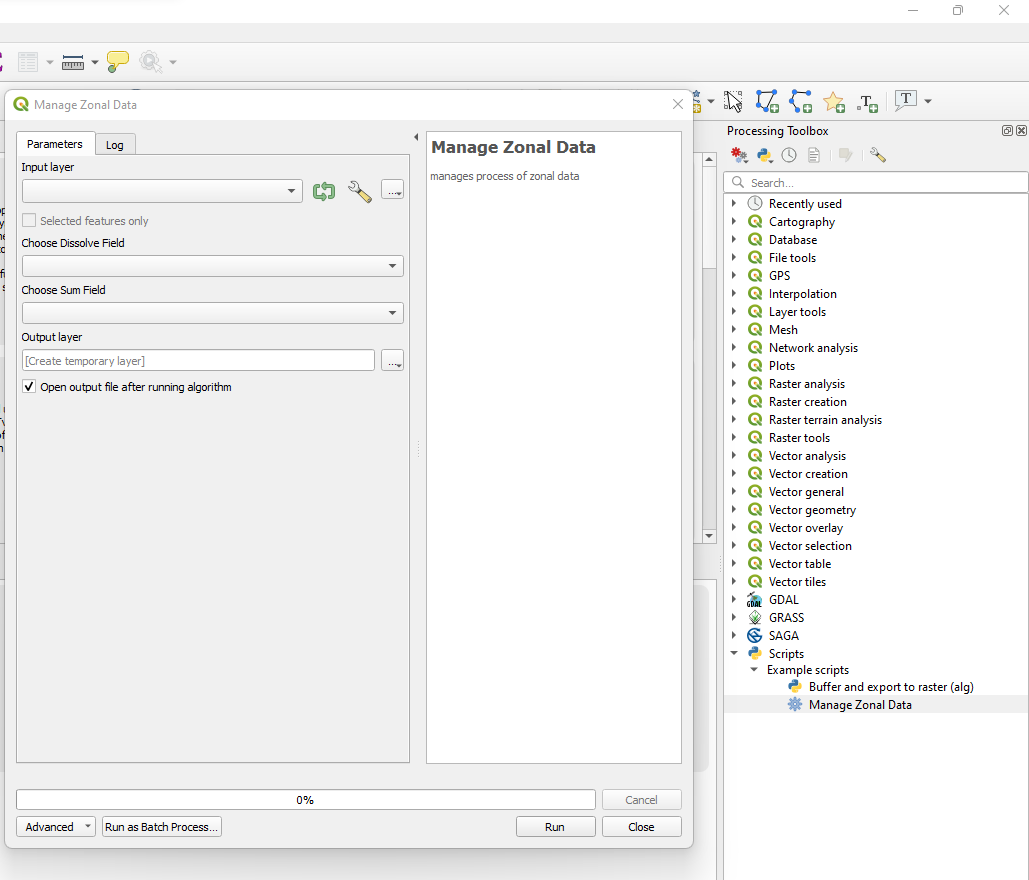 Manage Zonal Data
Parameters
Log
Input layer
...
Selected features only
Choose Dissolve Field
Choose Sum Field
Output layer
[Create temporary layer]
...
Open output file after running algorithm
Manage Zonal Data
manages process of zonal data
0%
Cancel
Advanced
Run as Batch Process...
Run
Close
T
T
Processing Toolbox
Search...
Recently used
Cartography
Database
File tools
GPS
Interpolation
Layer tools
Mesh
Network analysis
Plots
Raster analysis
Raster creation
Raster terrain analysis
Raster tools
Vector analysis
Vector creation
Vector general
Vector geometry
Vector overlay
Vector selection
Vector table
Vector tiles
GDAL GDAL
GRASS
SAGA
Scripts
Example scripts
Buffer and export to raster (alg)
Manage Zonal Data